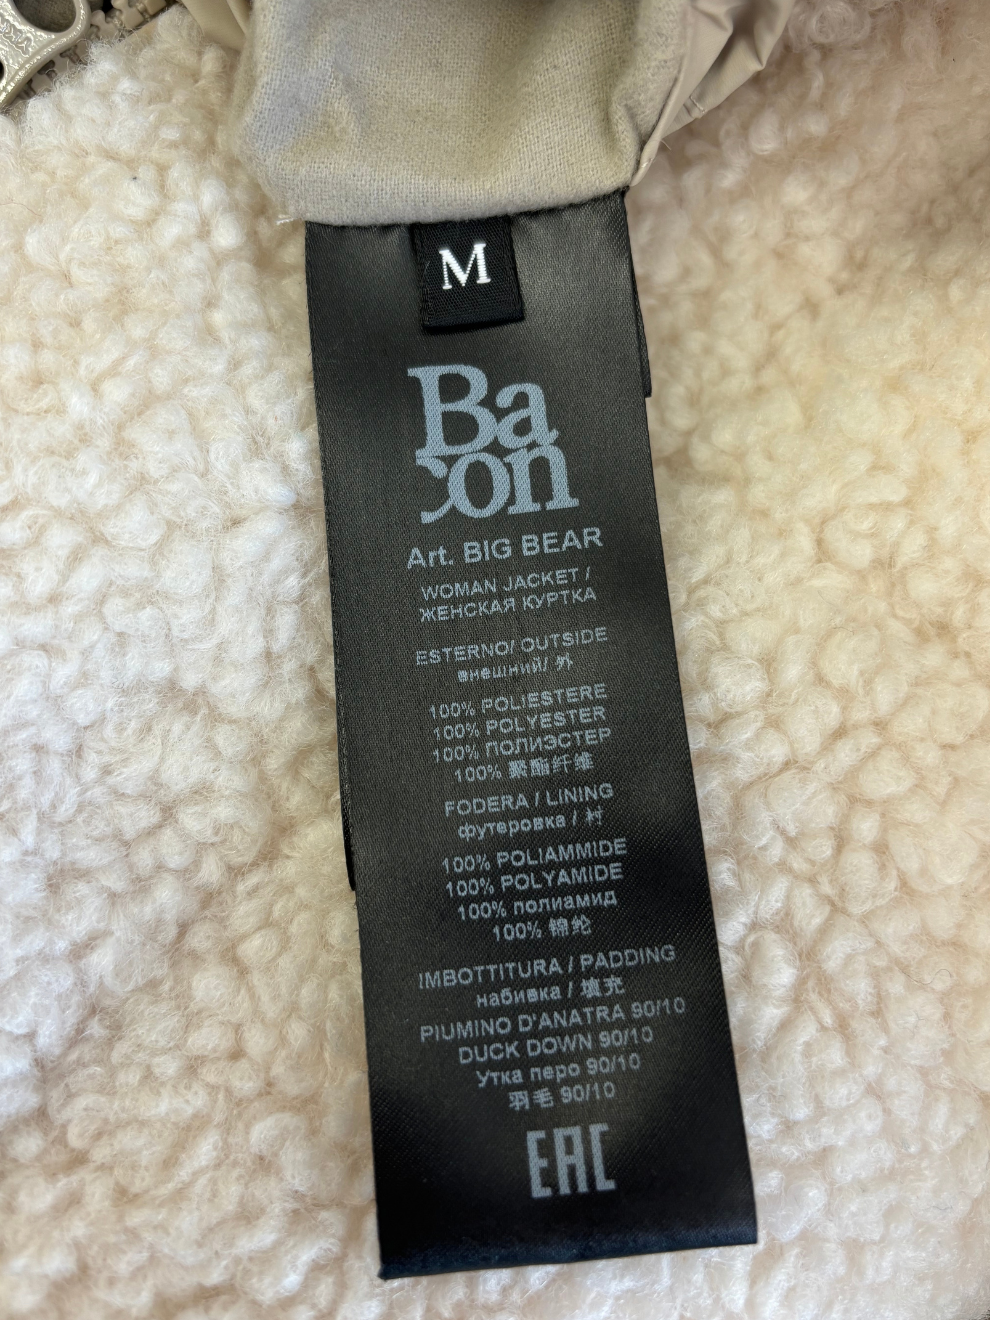 M
Ba
con
Art. BIG BEAR
WOMAN JACKET /
ЖЕНСКАЯ КУРТКА
ESTERNO/ OUTSIDE
внешний/ 外
100% POLIESTERE
100% POLYESTER
100% ПОЛИЭСТЕР
100% 聚酯纤维
FODERA / LINING
футеровка / 衬
100% POLIAMMIDE
100% POLYAMIDE
100% полиамид
100% 锦纶
IMBOTTITURA / PADDING
набивка / 填充
PIUMINO D'ANATRA 90/10
DUCK DOWN 90/10
Утка перо 90/10
羽毛 90/10
EAC